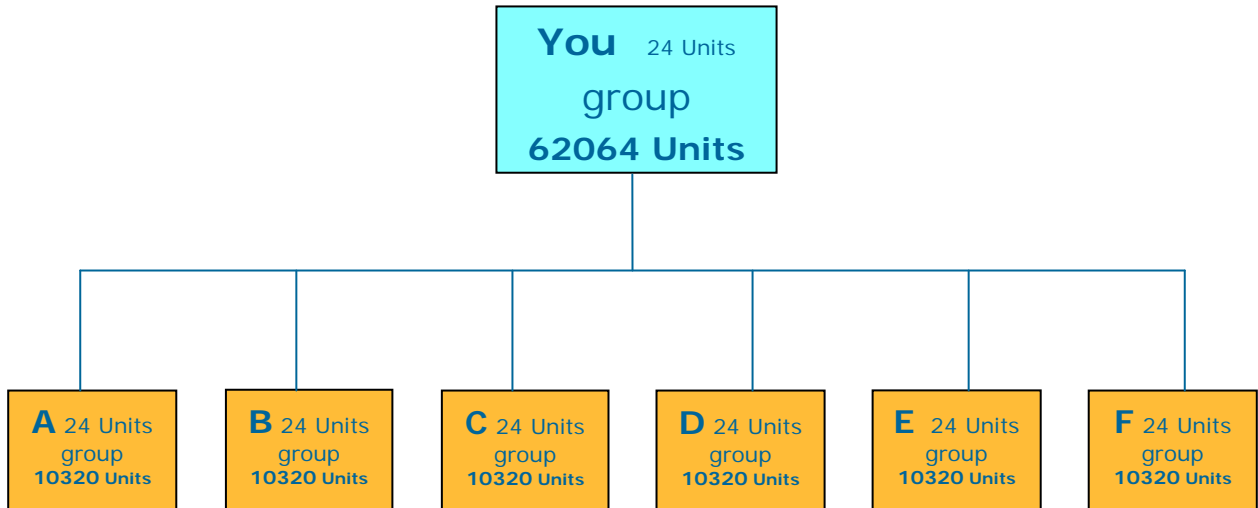 You 24 Units
group
62064 Units
A 24 Units
group
10320 Units
B 24 Units
group
10320 Units
C 24 Units
group
10320 Units
D 24 Units
group
10320 Units
E 24 Units
group
10320 Units
F 24 Units
group
10320 Units